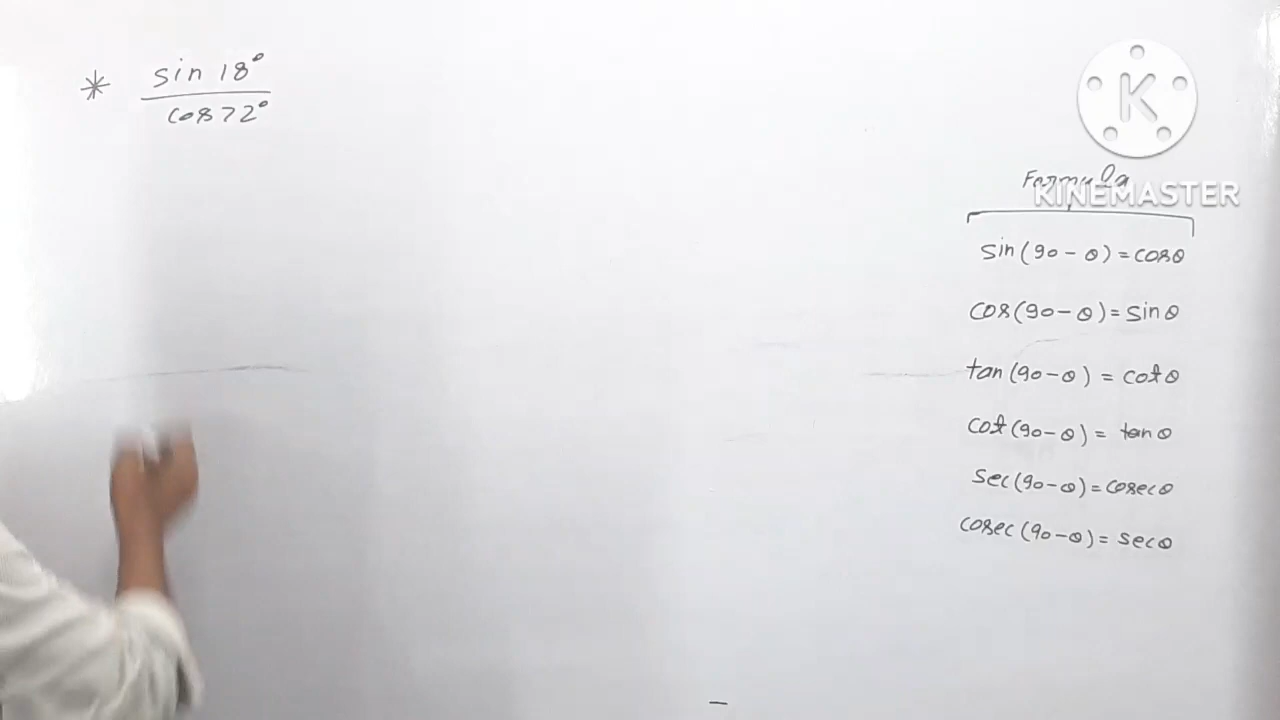 * sin 18°
cos 72°
K
Formula
KINEMASTER
sin(90-θ)=cosθ
cos(90-θ)=sinθ
tan(90-θ)=cotθ
cot(90-θ)=tanθ
sec(90-θ)=cosecθ
cosec(90-θ)=secθ